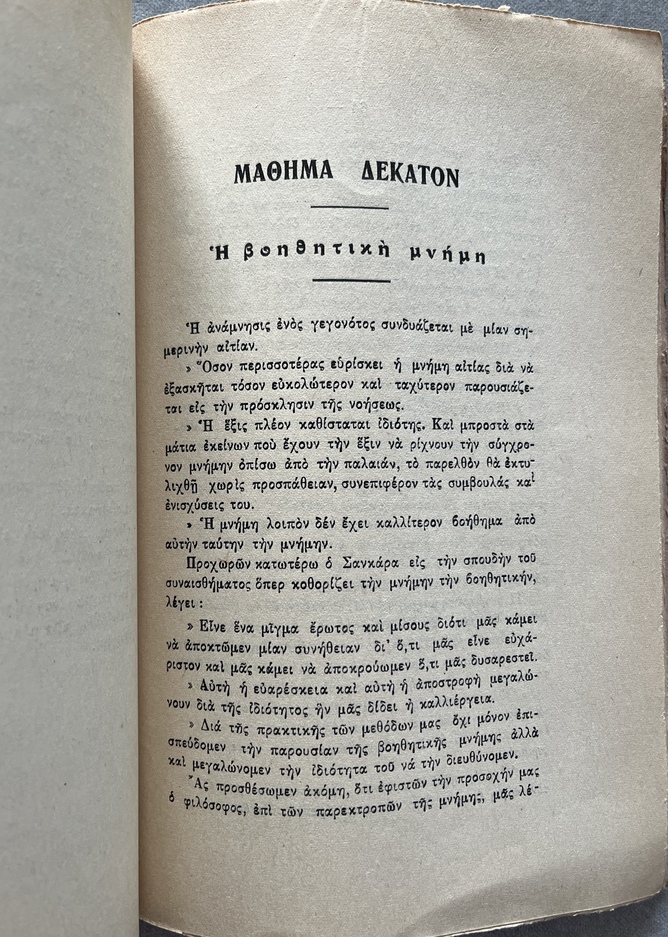 ΜΑΘΗΜΑ ΔΕΚΑΤΟΝ
Ἡ βοηθητικὴ μνήμη
Ἡ ἀνάμνησις ἑνὸς γεγονότος συνδυάζεται μὲ μίαν ση-
μερινὴν αἰτίαν.
» Ὅσον περισσοτέρας εὑρίσκει ἡ μνήμη αἰτίας διὰ νὰ
ἐξασκῆται τόσον εὐκολώτερον καὶ ταχύτερον παρουσιάζε-
ται εἰς τὴν πρόσκλησιν τῆς νοήσεως.
» Ἡ ἕξις πλέον καθίσταται ἰδιότης. Καὶ μπροστὰ στὰ
μάτια ἐκείνων ποὺ ἔχουν τὴν ἕξιν νὰ ρίχνουν τὴν σύγχρο-
νον μνήμην ὀπίσω ἀπὸ τὴν παλαιάν, τὸ παρελθὸν θὰ ἐκτυ-
λιχθῇ χωρὶς προσπάθειαν, συνεπιφέρον τὰς συμβουλάς καὶ
ἐνισχύσεις του.
» Ἡ μνήμη λοιπὸν δέν ἔχει καλλίτερον βοήθημα ἀπὸ
αὐτὴν ταύτην τὴν μνήμην.
Προχωρῶν κατωτέρω ὁ Σανκάρα εἰς τὴν σπουδὴν τοῦ
συναισθήματος ὅπερ κοθορίζει τὴν μνήμην τὴν βοηθητικήν,
λέγει :
» Εἶνε ἕνα μῖγμα ἔρωτος καὶ μίσους διότι μᾶς κάμει
νὰ ἀποκτῶμεν μίαν συνήθειαν δι' ὅ,τι μᾶς εἶνε εὐχά-
ριστον καὶ μᾶς κάμει νὰ ἀποκρούωμεν ὅ,τι μᾶς δυσαρεστεῖ.
» Αὐτὴ ἡ εὐαρέσκεια καὶ αὐτὴ ἡ ἀποστροφὴ μεγαλώ-
νουν διὰ τῆς ἰδιότητος ἣν μᾶς δίδει ἡ καλλιέργεια.
» Διά τῆς πρακτικῆς τῶν μεθόδων μας ὄχι μόνον ἐπι-
σπεύδομεν τὴν παρουσίαν τῆς βοηθητικῆς μνήμης ἀλλὰ
καὶ μεγαλώνομεν τὴν ἰδιότητα τοῦ νά τὴν διευθύνομεν.
Ἂς προσθέσωμεν ἀκόμη, ὅτι ἐφιστῶν τὴν προσοχήν μας
ὁ φιλόσοφος, ἐπὶ τῶν παρεκτροπῶν τῆς μνήμης, μᾶς λέ-